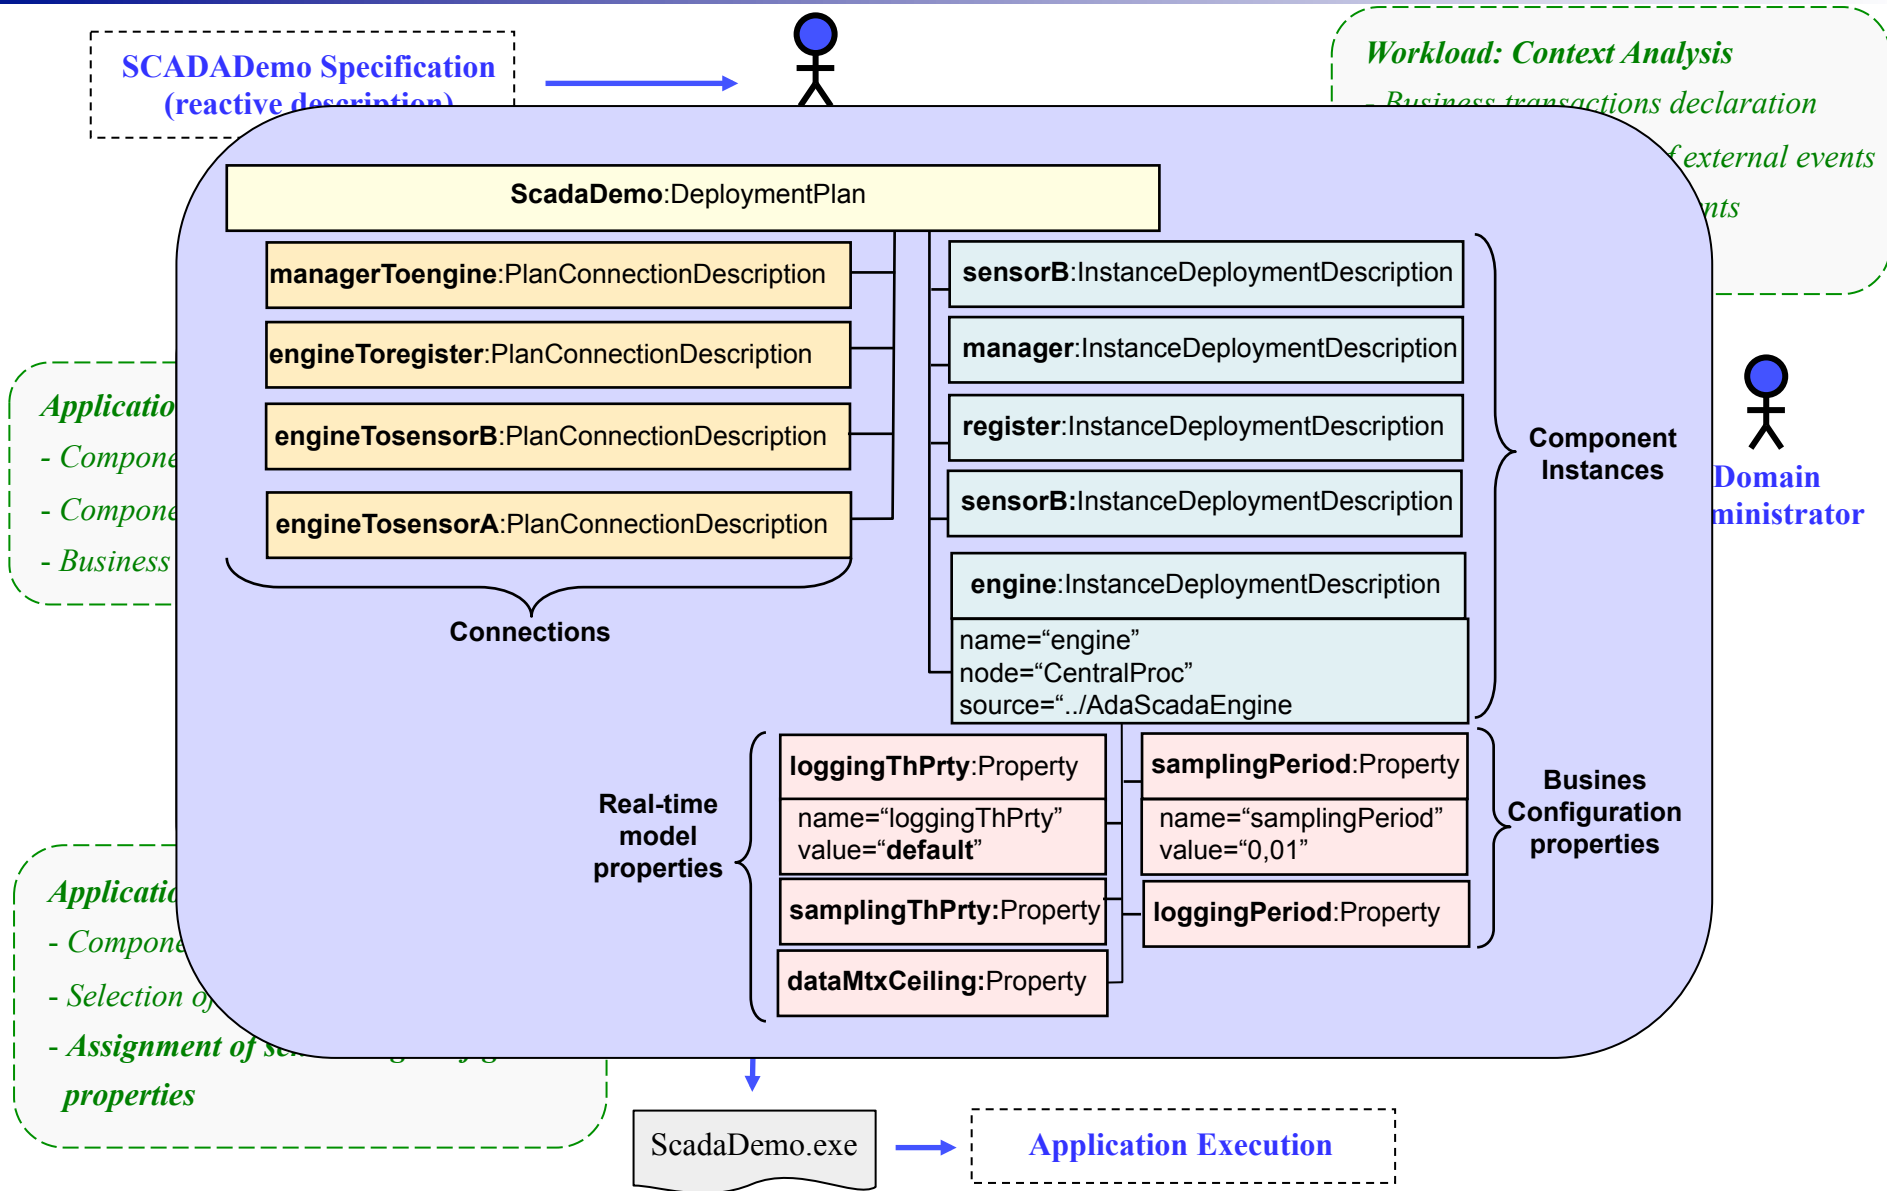 SCADADemo Specification
(reactive description)
Workload: Context Analysis
- Business transactions declaration
external events
ScadaDemo:DeploymentPlan
managerToengine:PlanConnectionDescription
engineToregister:PlanConnectionDescription
engineTosensorB:PlanConnectionDescription
engineTosensorA:PlanConnectionDescription
Connections
sensorB:InstanceDeploymentDescription
manager:InstanceDeploymentDescription
register:InstanceDeploymentDescription
sensorB:InstanceDeploymentDescription
engine:InstanceDeploymentDescription
name=“engine”
node=“CentralProc”
source=“../AdaScadaEngine
Component
Instances
Domain
ministrator
Applicatio
- Compone
- Compone
- Business
Real-time
model
properties
loggingThPrty:Property
name=“loggingThPrty”
value=“default”
samplingThPrty:Property
dataMtxCeiling:Property
samplingPeriod:Property
name=“samplingPeriod”
value=“0,01”
loggingPeriod:Property
Busines
Configuration
properties
Applicatio
- Compone
- Selection of
- Assignment of
properties
ScadaDemo.exe
Application Execution